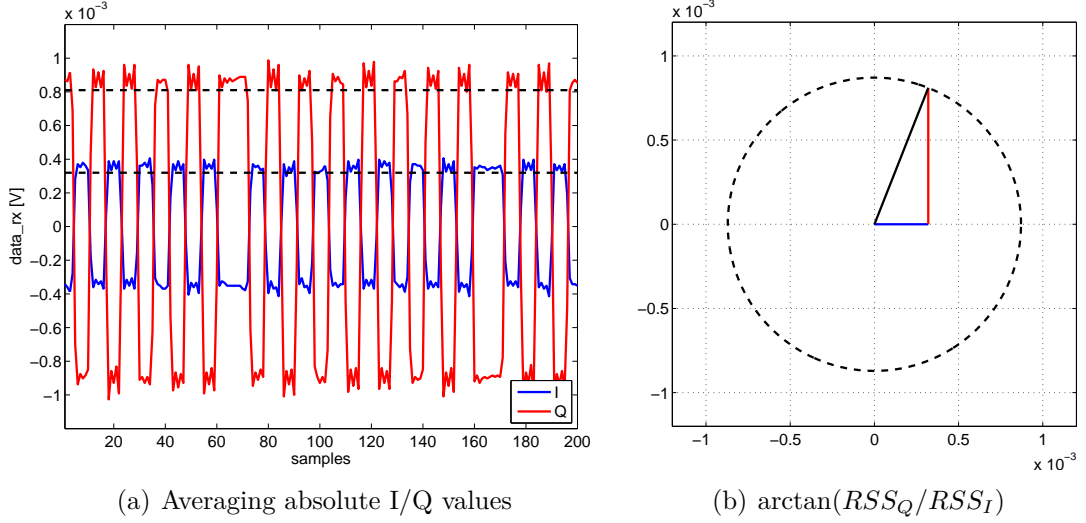 x 10⁻³
1
0.8
0.6
0.4
0.2
0
−0.2
−0.4
−0.6
−0.8
−1
data_rx [V]
20 40 60 80 100 120 140 160 180 200
samples
I
Q
(a) Averaging absolute I/Q values
x 10⁻³
1
0.5
0
−0.5
−1
−1 −0.5 0 0.5 1
x 10⁻³
(b) arctan(RSS_Q/RSS_I)